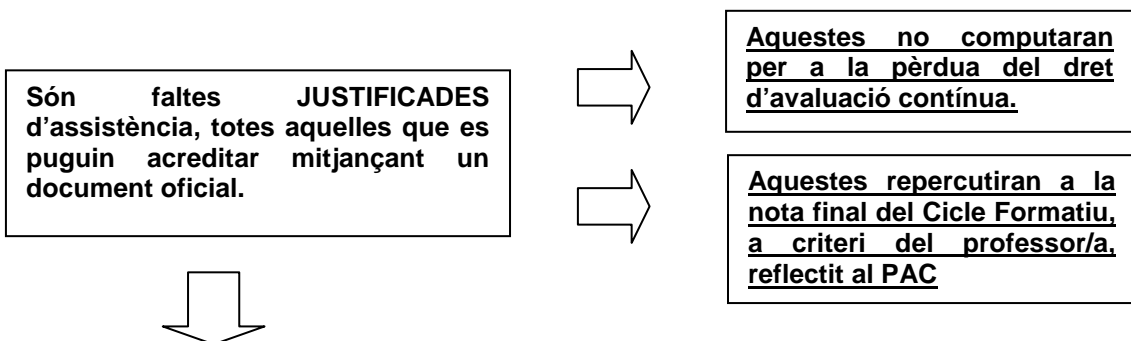 Són faltes JUSTIFICADES
d'assistència, totes aquelles que es
puguin acreditar mitjançant un
document oficial.
Aquestes no computaran
per a la pèrdua del dret
d'avaluació contínua.
Aquestes repercutiran a la
nota final del Cicle Formatiu,
a criteri del professor/a,
reflectit al PAC